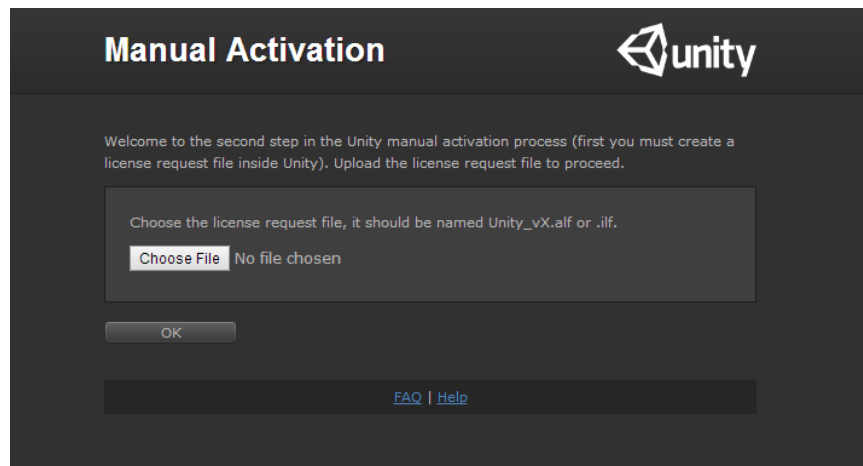 Manual Activation
unity
Welcome to the second step in the Unity manual activation process (first you must create a
license request file inside Unity). Upload the license request file to proceed.
Choose the license request file, it should be named Unity_vX.alf or .ilf.
Choose File No file chosen
OK
FAQ | Help